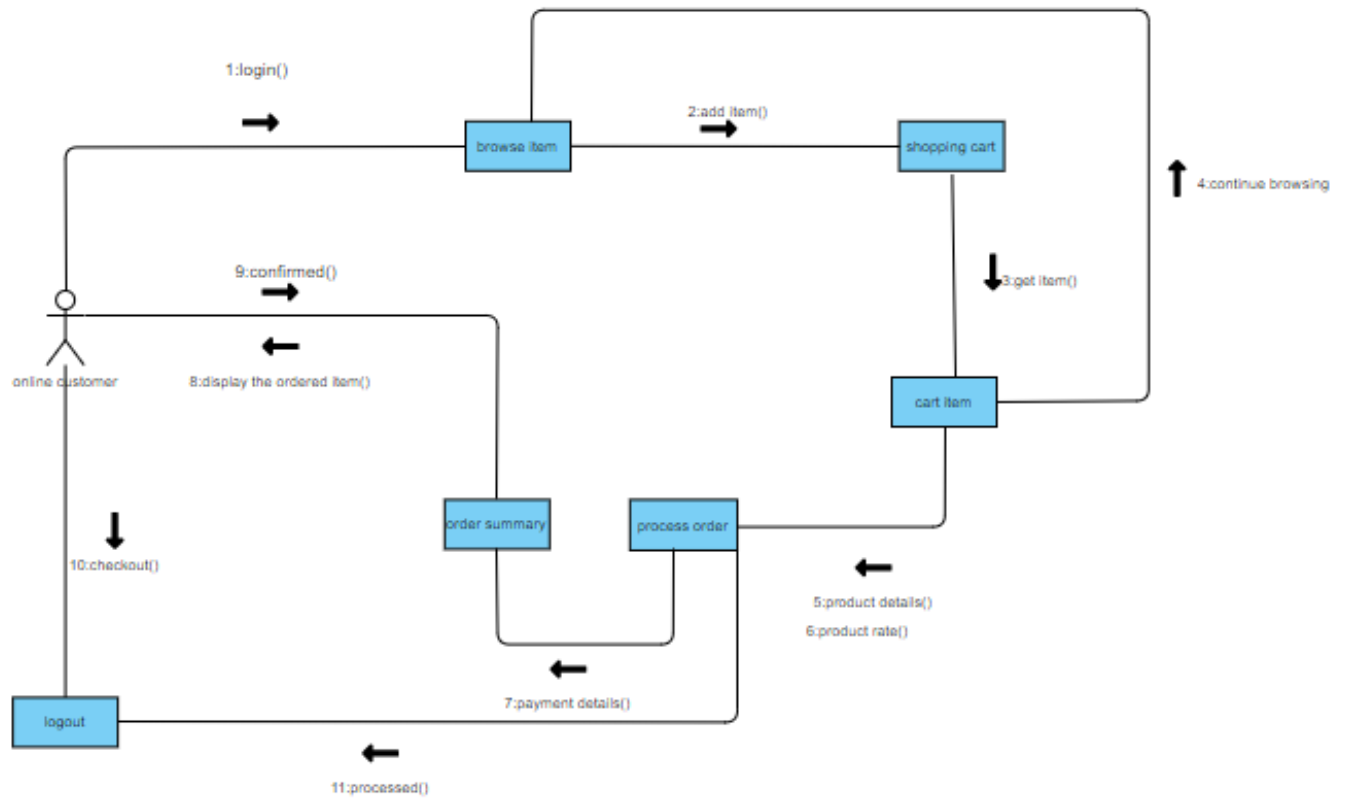 1:login()
2:add item()
browse item
shopping cart
4:continue browsing
9:confirmed()
3:get item()
8:display the ordered item()
online customer
cart item
order summary
process order
10:checkout()
5:product details()
6:product rate()
7:payment details()
logout
11:processed()